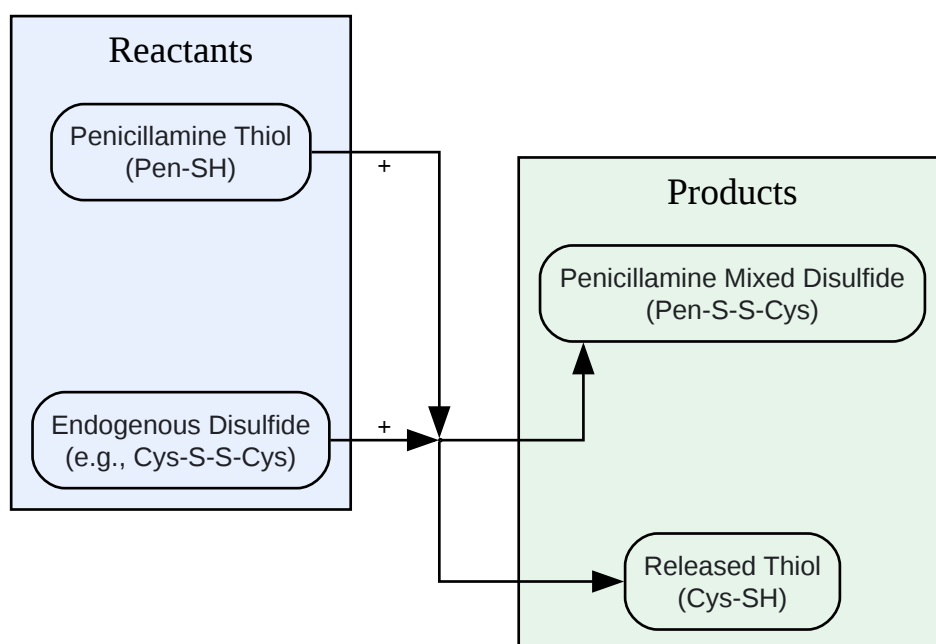 Reactants
Penicillamine Thiol
(Pen-SH)
+
Products
Penicillamine Mixed Disulfide
(Pen-S-S-Cys)
Endogenous Disulfide
(e.g., Cys-S-S-Cys)
+
Released Thiol
(Cys-SH)